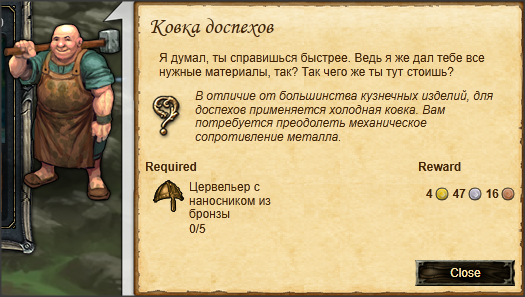 Ковка доспехов
Я думал, ты справишься быстрее. Ведь я же дал тебе все
нужные материалы, так? Так чего же ты тут стоишь?
В отличие от большинства кузнечных изделий, для
доспехов применяется холодная ковка. Вам
потребуется преодолеть механическое
сопротивление металла.
Required
Reward
Цервельер с
наносником из
бронзы
0/5
4 47 16
Close